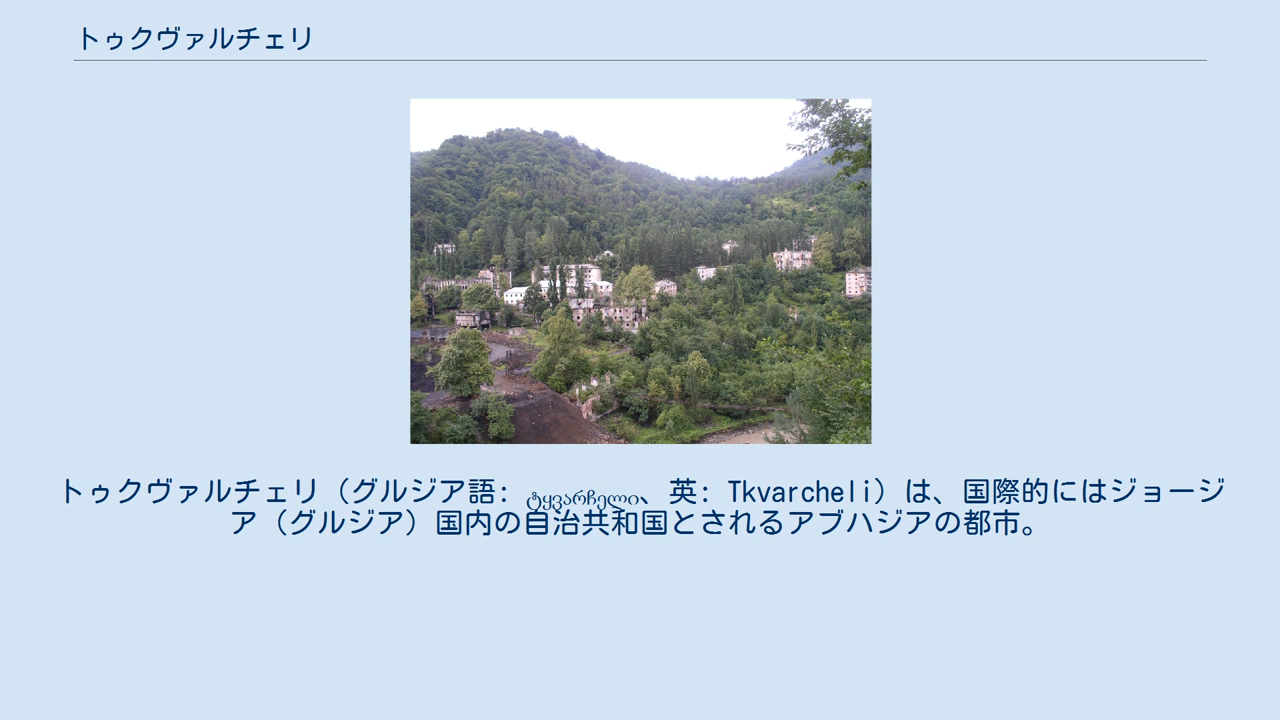 トゥクヴァルチェリ
トゥクヴァルチェリ（グルジア語: ტყვარჩელი、英: Tkvarcheli）は、国際的にはジョージ
ア（グルジア）国内の自治共和国とされるアブハジアの都市。